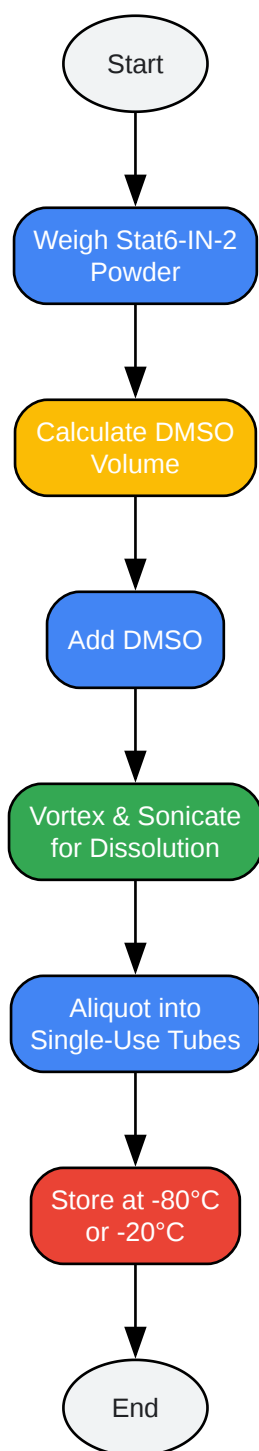 Start
Weigh Stat6-IN-2
Powder
Calculate DMSO
Volume
Add DMSO
Vortex & Sonicate
for Dissolution
Aliquot into
Single-Use Tubes
Store at -80°C
or -20°C
End